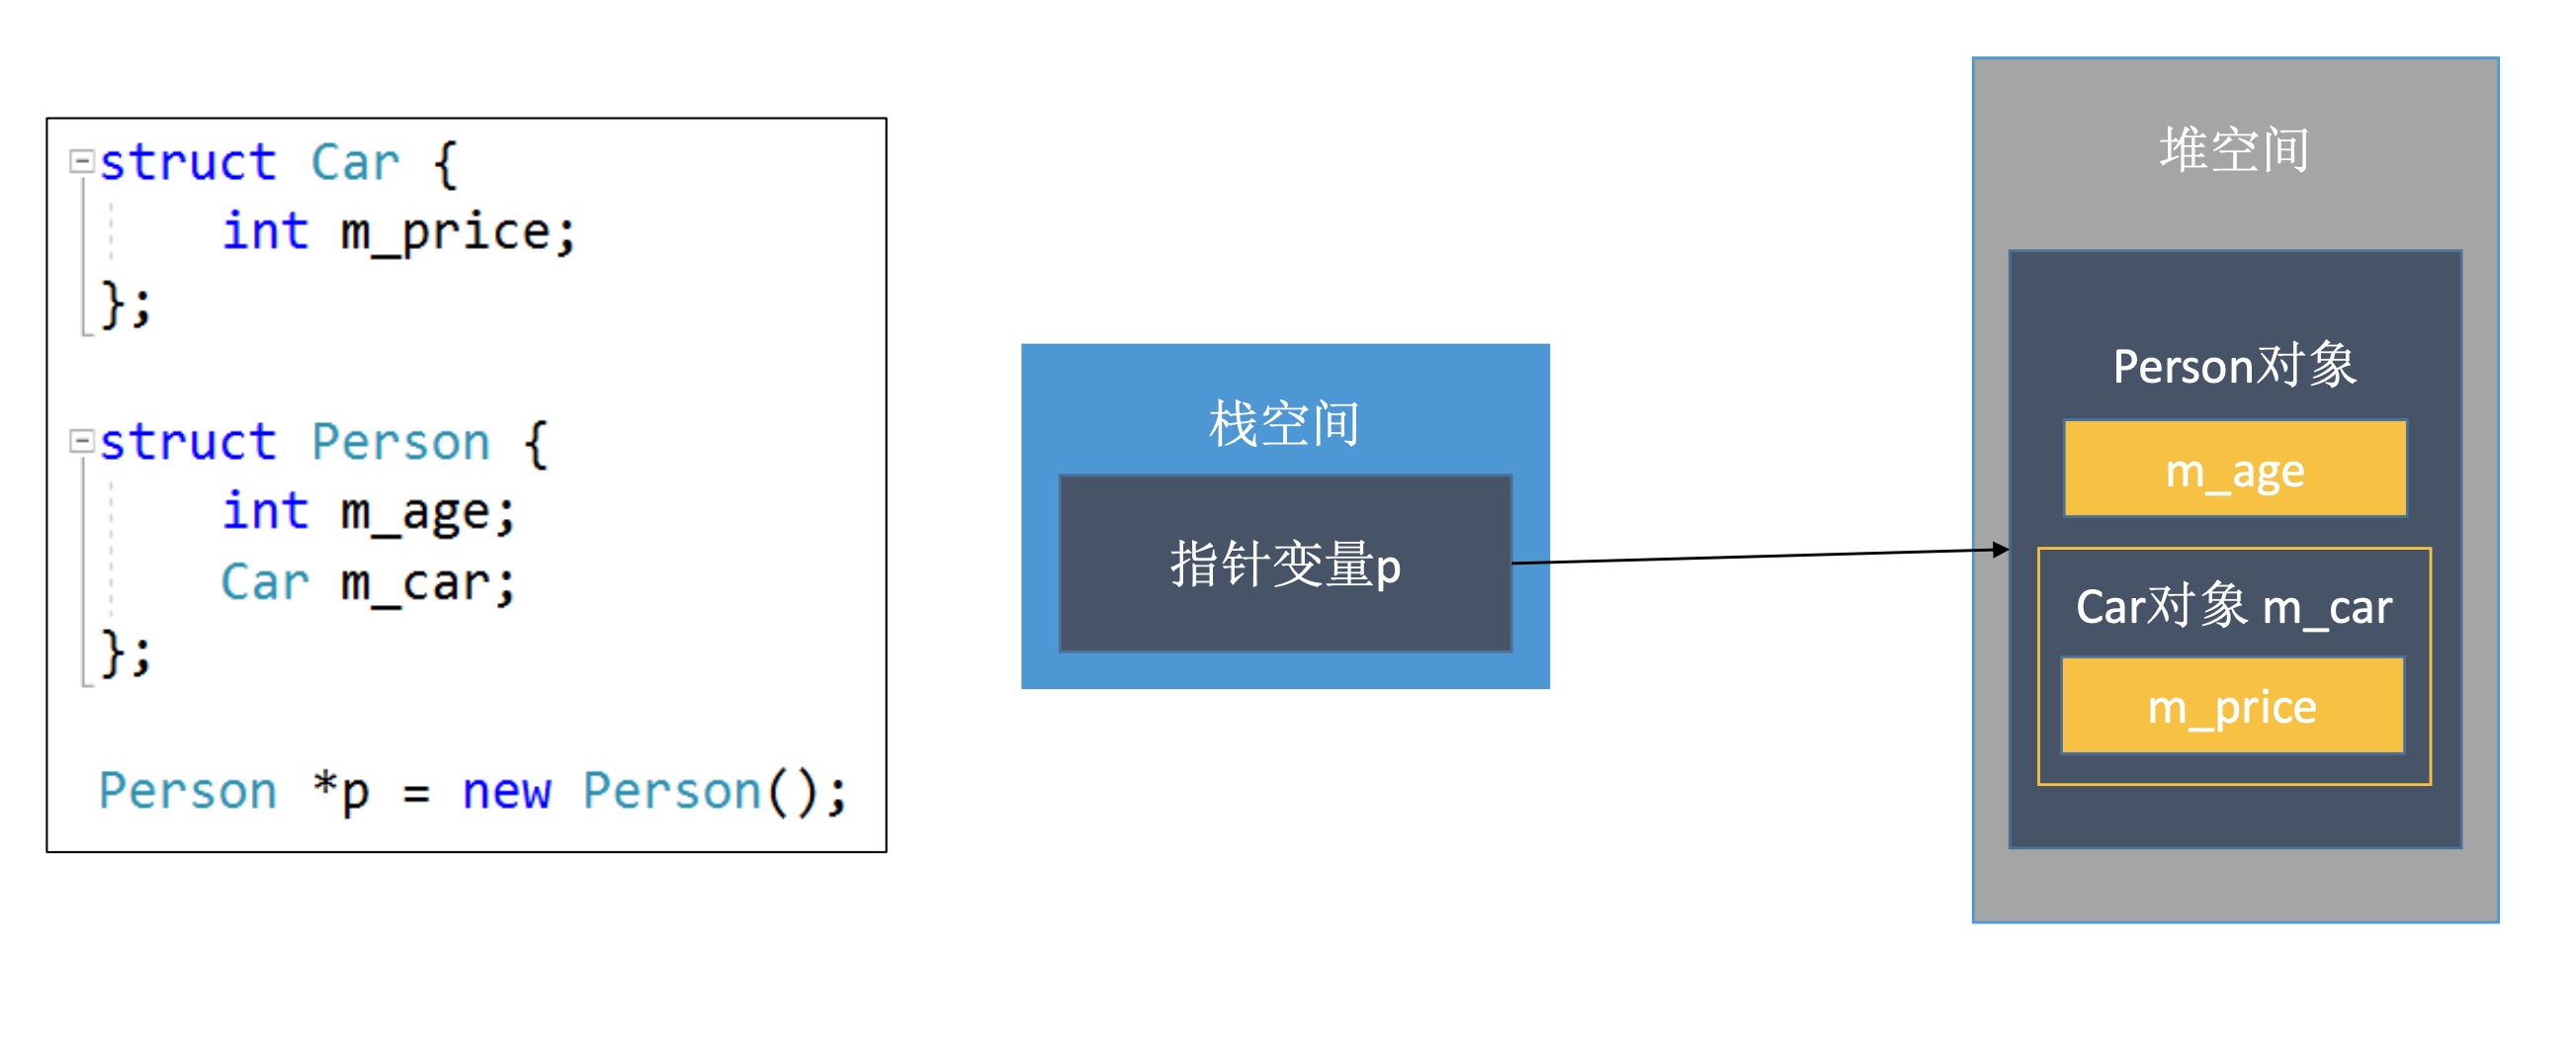 struct Car {
    int m_price;
};
struct Person {
    int m_age;
    Car m_car;
};
Person *p = new Person();
栈空间
指针变量p
堆空间
Person对象
m_age
Car对象 m_car
m_price